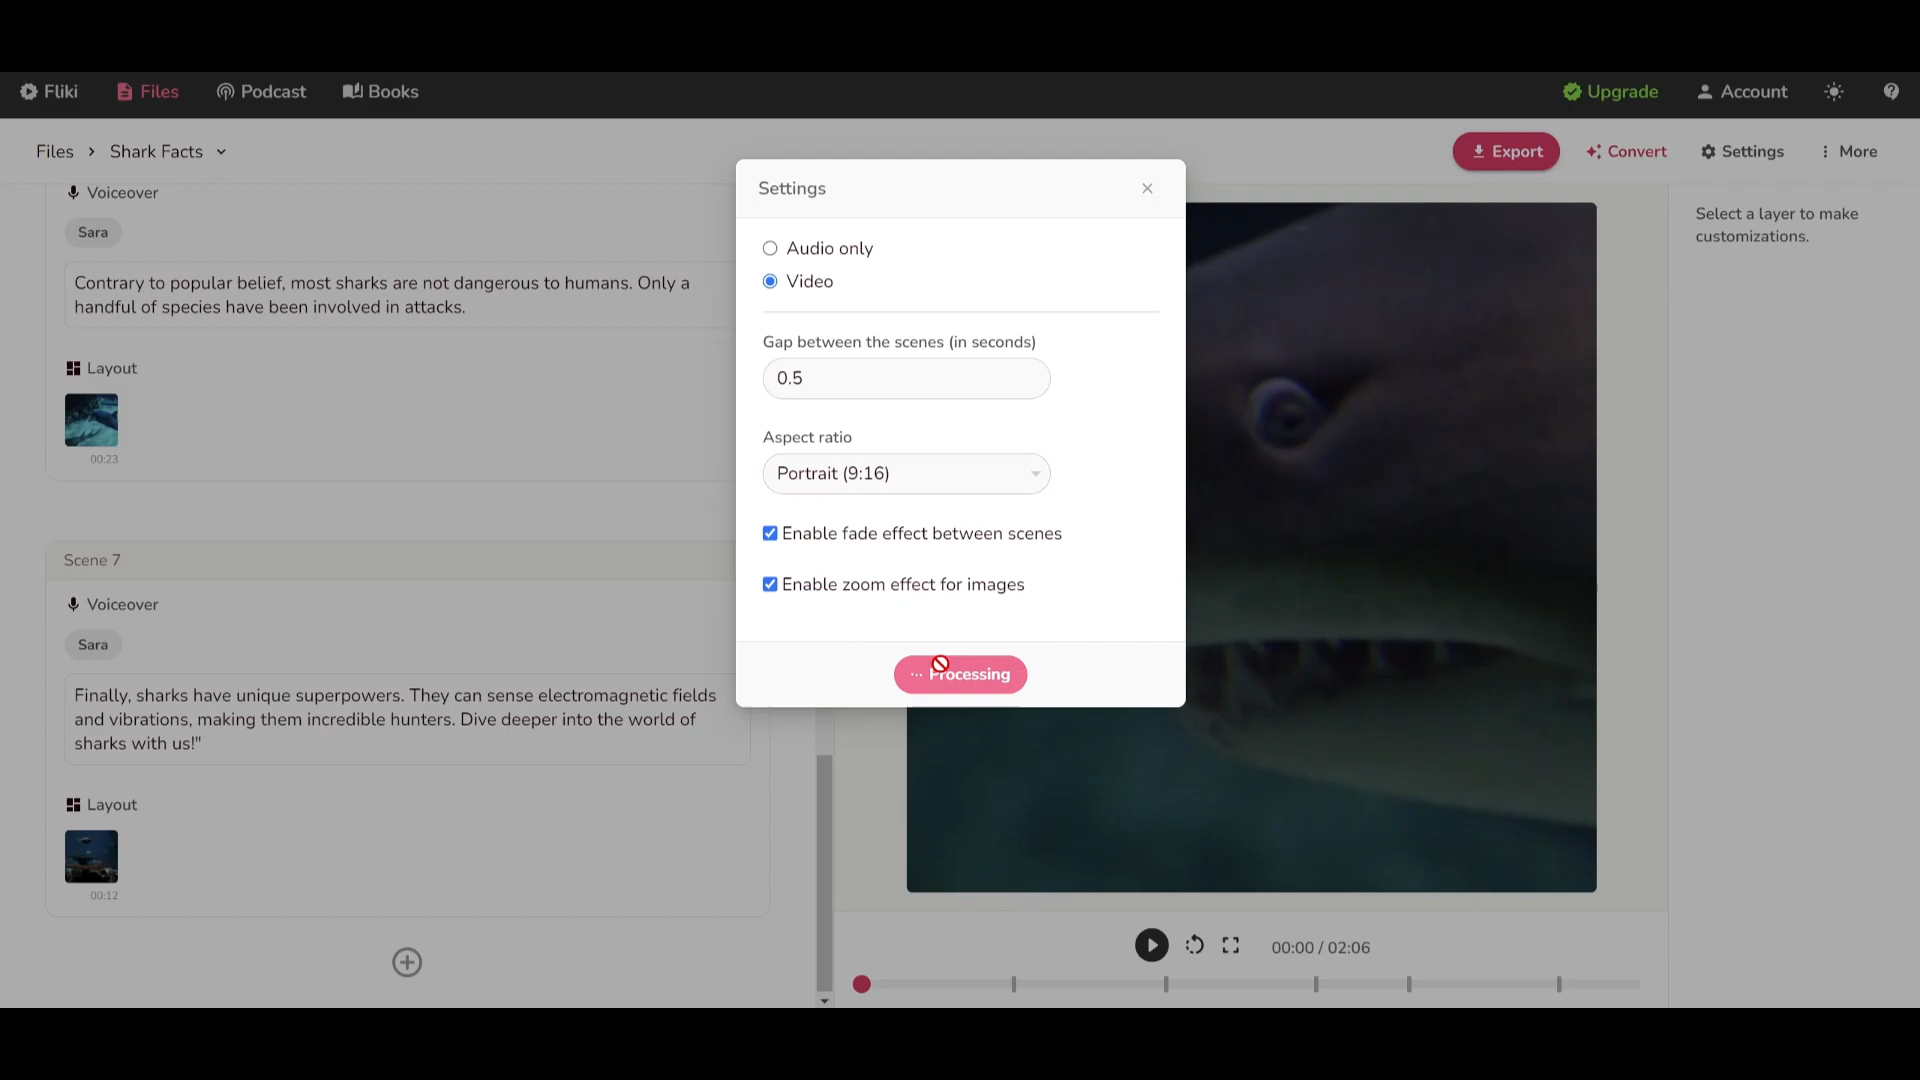 Fliki
Files
Podcast
Books
Upgrade
Account
Files
Shark Facts
Export
Convert
Settings
More
Voiceover
Sara
Contrary to popular belief, most sharks are not dangerous to humans. Only a
handful of species have been involved in attacks.
Layout
00:23
Scene 7
Voiceover
Sara
Finally, sharks have unique superpowers. They can sense electromagnetic fields
and vibrations, making them incredible hunters. Dive deeper into the world of
sharks with us!"
Layout
00:12
Settings
Audio only
Video
Gap between the scenes (in seconds)
0.5
Aspect ratio
Portrait (9:16)
Enable fade effect between scenes
Enable zoom effect for images
... Processing
00:00 / 02:06
Select a layer to make
customizations.